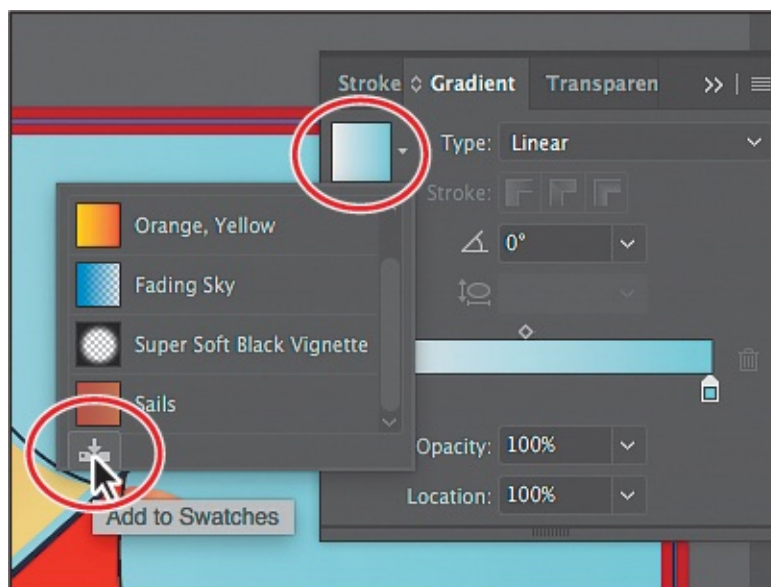 Stroke Gradient Transparen
Type: Linear
Stroke:
0°
Orange, Yellow
Fading Sky
Super Soft Black Vignette
Sails
Opacity: 100%
Location: 100%
Add to Swatches